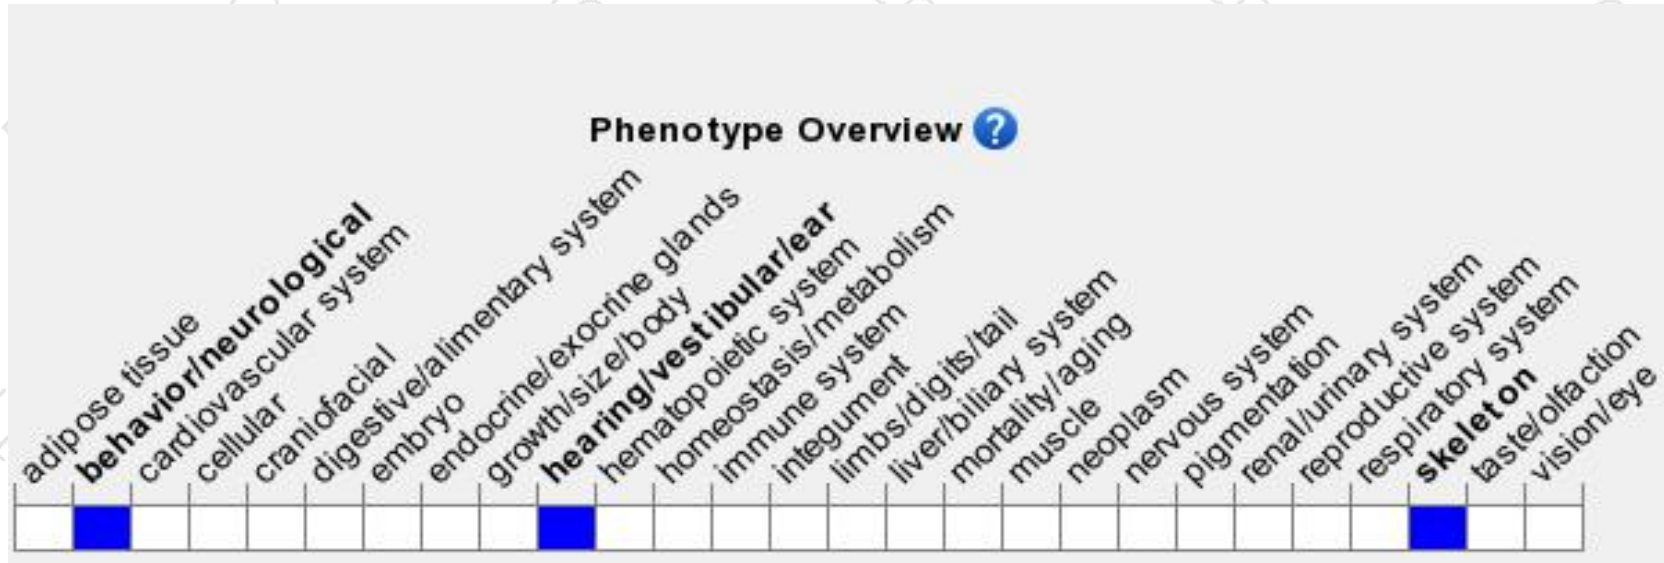 Phenotype Overview ?
adipose tissue
behavior/neurological
cardiovascular system
cellular
craniofacial
digestive/alimentary system
embryo
endocrine/exocrine glands
growth/size/body
hearing/vestibular/ear
hematopoietic system
homeostasis/metabolism
immune system
integument
limbs/digits/tail
liver/biliary system
mortality/aging
muscle
neoplasm
nervous system
pigmentation
renal/urinary system
reproductive system
respiratory system
skeleton
taste/olfaction
vision/eye